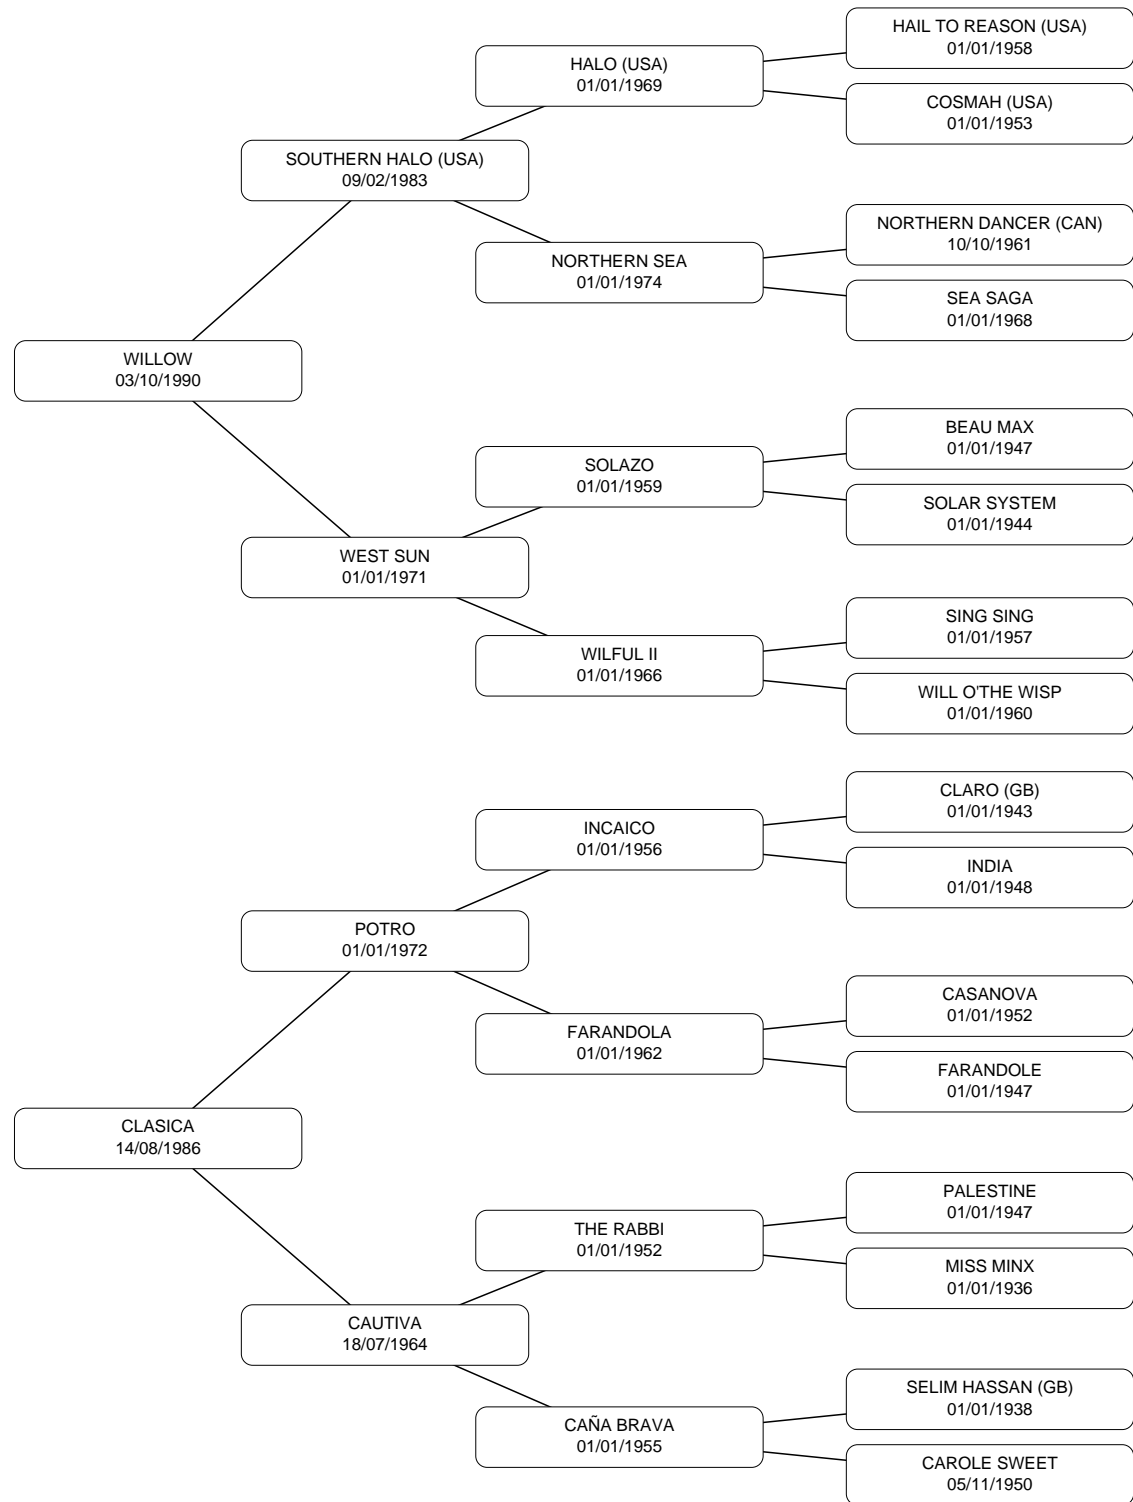 HAIL TO REASON (USA)
01/01/1958
HALO (USA)
01/01/1969
COSMAH (USA)
01/01/1953
SOUTHERN HALO (USA)
09/02/1983
NORTHERN DANCER (CAN)
10/10/1961
NORTHERN SEA
01/01/1974
SEA SAGA
01/01/1968
WILLOW
03/10/1990
BEAU MAX
01/01/1947
SOLAZO
01/01/1959
SOLAR SYSTEM
01/01/1944
WEST SUN
01/01/1971
SING SING
01/01/1957
WILFUL II
01/01/1966
WILL O'THE WISP
01/01/1960
CLARO (GB)
01/01/1943
INCAICO
01/01/1956
INDIA
01/01/1948
POTRO
01/01/1972
CASANOVA
01/01/1952
FARANDOLA
01/01/1962
FARANDOLE
01/01/1947
CLASICA
14/08/1986
PALESTINE
01/01/1947
THE RABBI
01/01/1952
MISS MINX
01/01/1936
CAUTIVA
18/07/1964
SELIM HASSAN (GB)
01/01/1938
CAÑA BRAVA
01/01/1955
CAROLE SWEET
05/11/1950